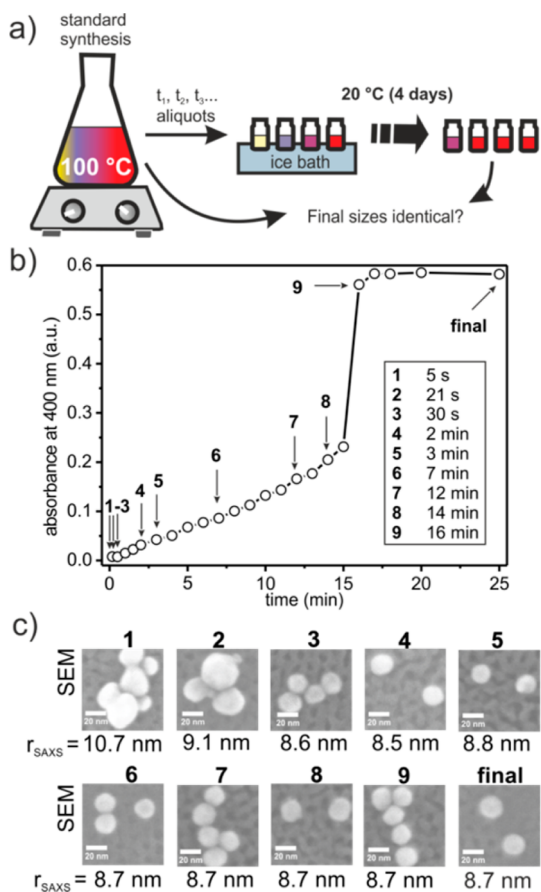 a)
standard
synthesis
100 °C
t₁, t₂, t₃...
aliquots
ice bath
20 °C (4 days)
Final sizes identical?
b)
absorbance at 400 nm (a.u.)
0.6
0.5
0.3
0.2
0.0
0 5 10 15 20 25
time (min)
1-3
4
5
6
7
8
9
final
1 5 s
2 21 s
3 30 s
4 2 min
5 3 min
6 7 min
7 12 min
8 14 min
9 16 min
c)
1 2 3 4 5
SEM
20 nm 20 nm 20 nm 20 nm 20 nm
rSAXS = 10.7 nm 9.1 nm 8.6 nm 8.5 nm 8.8 nm
6 7 8 9 final
SEM
20 nm 20 nm 20 nm 20 nm 20 nm
rSAXS = 8.7 nm 8.7 nm 8.7 nm 8.7 nm 8.7 nm